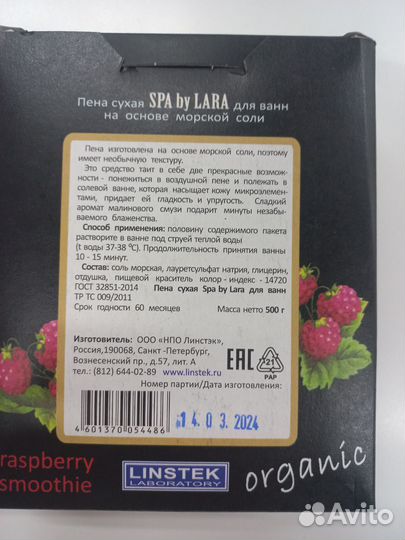 Пена сухая SPA by LARA для ванн
на основе морской соли
Пена изготовлена на основе морской соли, поэтому
имеет необычную текстуру.
Это средство таит в себе две прекрасные возмож-
ности - понежиться в воздушной пене и полежать в
солевой ванне, которая насыщает кожу микроэлемен-
тами, придает ей гладкость и упругость. Сладкий
аромат малинового смузи подарит минуты незабы-
ваемого блаженства.
Способ применения: половину содержимого пакета
растворите в ванне под струей теплой воды
(t воды 37-38 °C). Продолжительность принятия ванны
10 - 15 минут.
Состав: соль морская, лауретсульфат натрия, глицерин,
отдушка, пищевой краситель колор - индекс - 14720
ГОСТ 32851-2014 Пена сухая Spa by Lara для ванн
ТР ТС 009/2011
Срок годности 60 месяцев Масса нетто 500 г
Изготовитель: ООО «НПО Линстэк»,
Россия,190068, Санкт -Петербург,
Вознесенский пр., д.57, лит. А
тел.: (812) 644-02-89
www.linstek.ru
EAC
21
PAP
Номер партии/Дата изготовления:
14.03.2024
4 601370 054486
raspberry
smoothie
LINSTEK
LABORATORY
organic
Avito